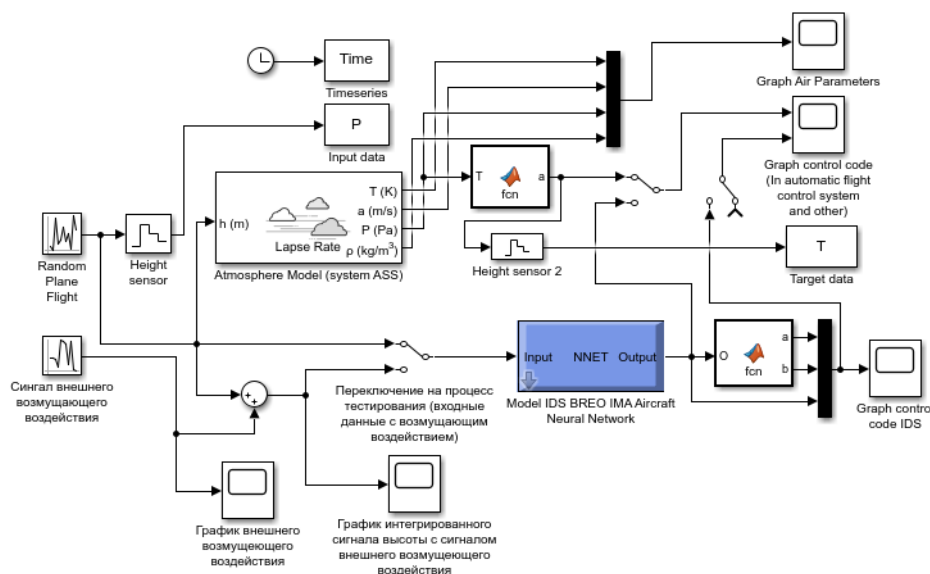 Time
Timeseries
P
Input data
Graph Air Parameters
Graph control code
(In automatic flight
control system
and other)
T
fcn
a
h (m)
Lapse Rate
T (K)
a (m/s)
P (Pa)
ρ (kg/m³)
Atmosphere Model (system ASS)
Random
Plane
Flight
Height
sensor
Height sensor 2
T
Target data
Сингал внешнего
возмущающего
воздействия
+
+
Переключение на процесс
тестирования (входные
данные с возмущающим
воздействием)
Input
NNET
Output
Model IDS BREO IMA Aircraft
Neural Network
O
fcn
a
b
Graph control
code IDS
График внешнего
возмущеющего
воздействия
График интегрированного
сигнала высоты с сигналом
внешнего возмущеющего
воздействия